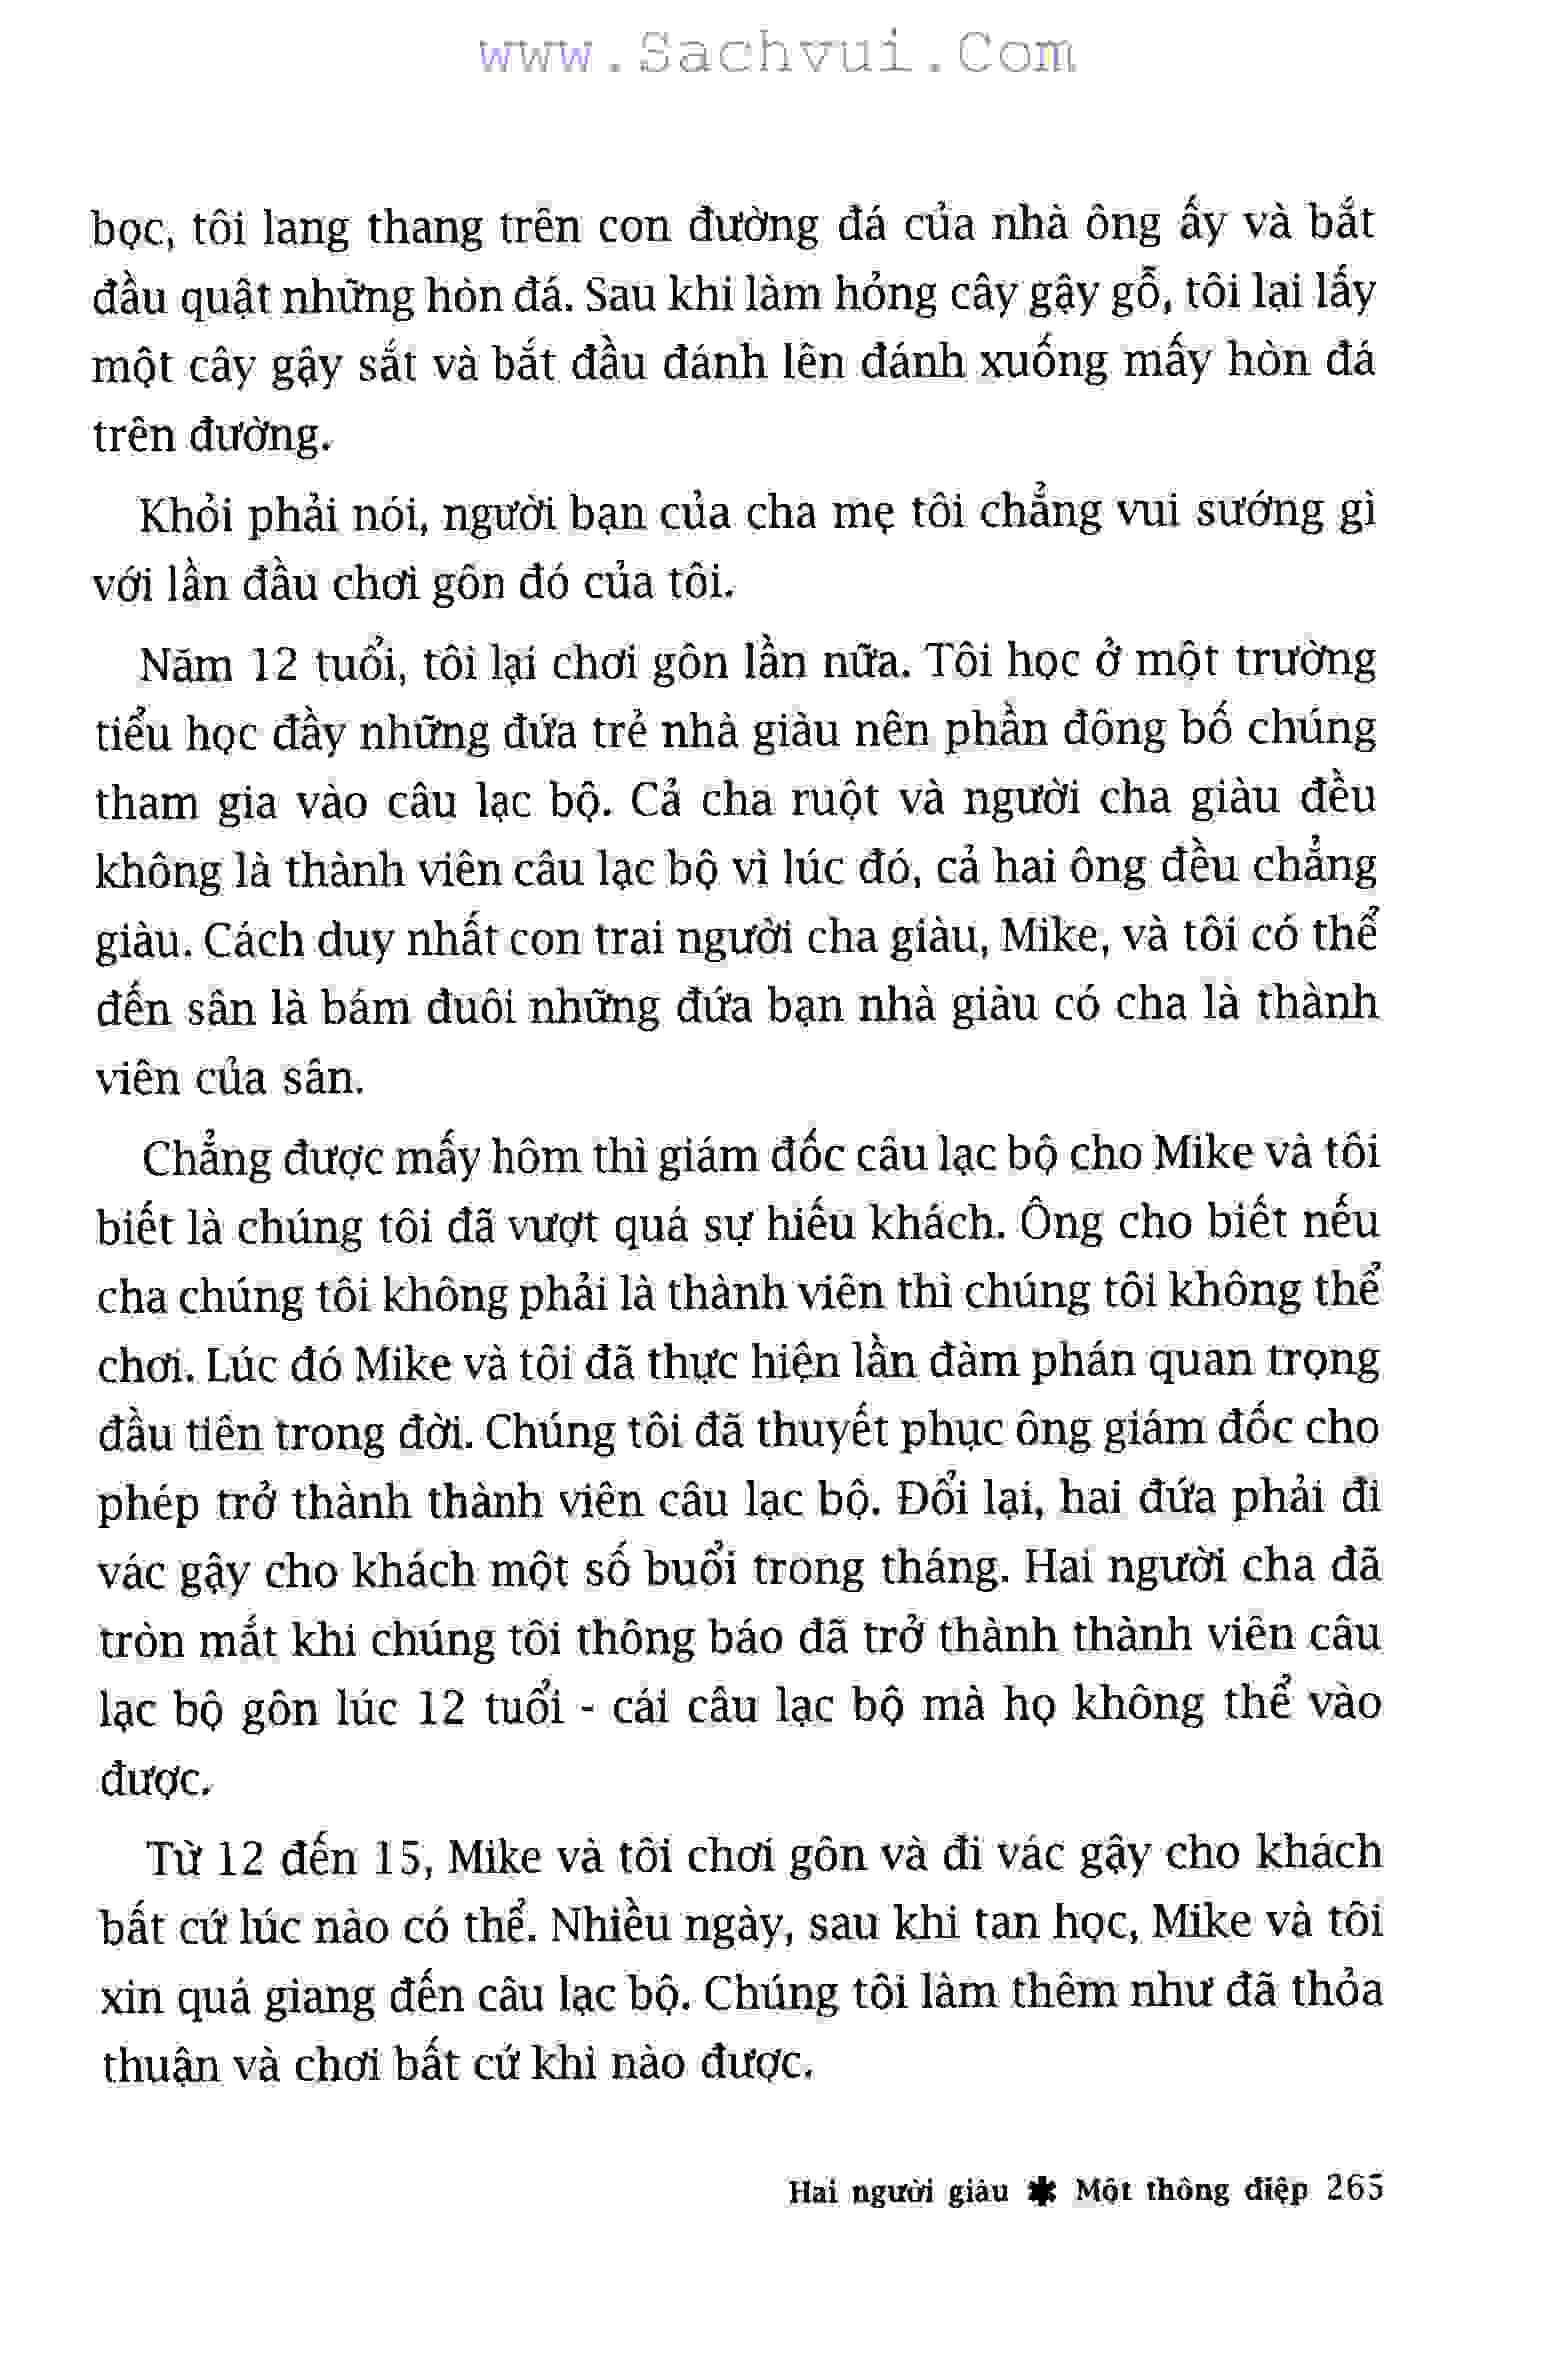 www.Sachvui.Com
bọc, tôi lang thang trên con đường đá của nhà ông ấy và bắt
đầu quật những hòn đá. Sau khi làm hỏng cây gậy gỗ, tôi lại lấy
một cây gậy sắt và bắt đầu đánh lên đánh xuống mấy hòn đá
trên đường.
Khỏi phải nói, người bạn của cha mẹ tôi chẳng vui sướng gì
với lần đầu chơi gôn đó của tôi.
Năm 12 tuổi, tôi lại chơi gôn lần nữa. Tôi học ở một trường
tiểu học đầy những đứa trẻ nhà giàu nên phần đông bố chúng
tham gia vào câu lạc bộ. Cả cha ruột và người cha giàu đều
không là thành viên câu lạc bộ vì lúc đó, cả hai ông đều chẳng
giàu. Cách duy nhất con trai người cha giàu, Mike, và tôi có thể
đến sân là bám đuôi những đứa bạn nhà giàu có cha là thành
viên của sân.
Chẳng được mấy hôm thì giám đốc câu lạc bộ cho Mike và tôi
biết là chúng tôi đã vượt quá sự hiếu khách. Ông cho biết nếu
cha chúng tôi không phải là thành viên thì chúng tôi không thể
chơi. Lúc đó Mike và tôi đã thực hiện lần đàm phán quan trọng
đầu tiên trong đời. Chúng tôi đã thuyết phục ông giám đốc cho
phép trở thành thành viên câu lạc bộ. Đổi lại, hai đứa phải đi
vác gậy cho khách một số buổi trong tháng. Hai người cha đã
tròn mắt khi chúng tôi thông báo đã trở thành thành viên câu
lạc bộ gôn lúc 12 tuổi - cái câu lạc bộ mà họ không thể vào
được.
Từ 12 đến 15, Mike và tôi chơi gôn và đi vác gậy cho khách
bất cứ lúc nào có thể. Nhiều ngày, sau khi tan học, Mike và tôi
xin quá giang đến câu lạc bộ. Chúng tôi làm thêm như đã thỏa
thuận và chơi bất cứ khi nào được.
Hai người giàu ✱ Một thông điệp 265